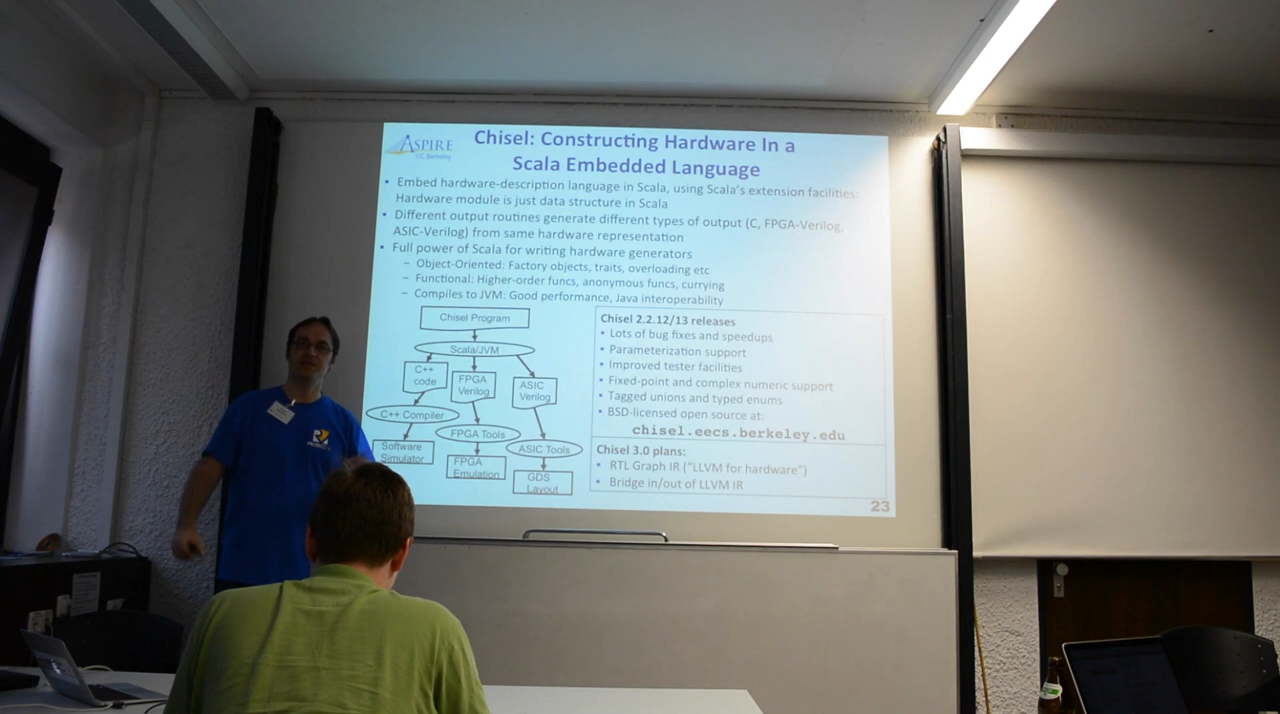 ASPIRE
UC Berkeley
Chisel: Constructing Hardware In a
Scala Embedded Language
• Embed hardware-description language in Scala, using Scala's extension facilities:
Hardware module is just data structure in Scala
• Different output routines generate different types of output (C, FPGA-Verilog,
ASIC-Verilog) from same hardware representation
• Full power of Scala for writing hardware generators
– Object-Oriented: Factory objects, traits, overloading etc
– Functional: Higher-order funcs, anonymous funcs, currying
– Compiles to JVM: Good performance, Java interoperability
Chisel Program
Scala/JVM
C++
code
FPGA
Verilog
ASIC
Verilog
C++ Compiler
FPGA Tools
ASIC Tools
Software
Simulator
FPGA
Emulation
GDS
Layout
Chisel 2.2.12/13 releases
• Lots of bug fixes and speedups
• Parameterization support
• Improved tester facilities
• Fixed-point and complex numeric support
• Tagged unions and typed enums
• BSD-licensed open source at:
chisel.eecs.berkeley.edu
Chisel 3.0 plans:
• RTL Graph IR ("LLVM for hardware")
• Bridge in/out of LLVM IR
23